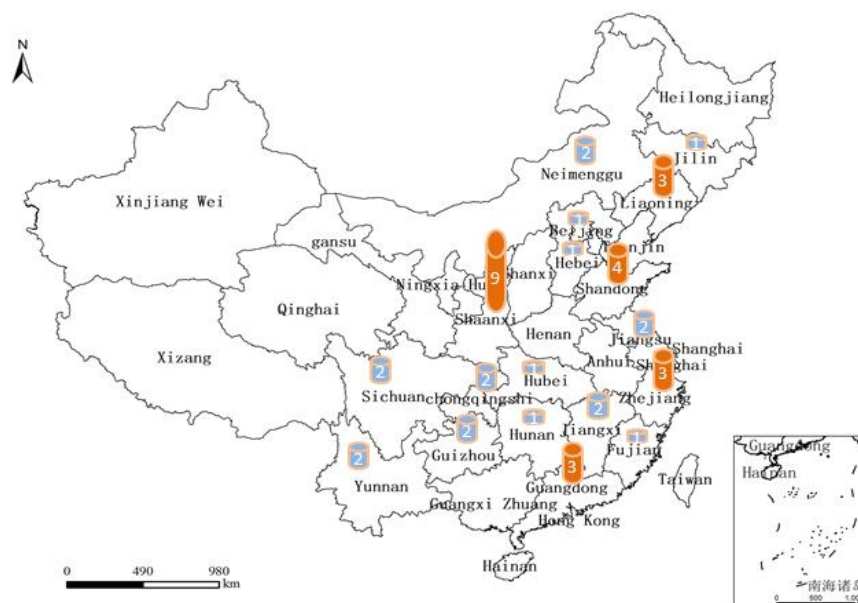 N
Heilongjiang
1
Jilin
2
Neimenggu
3
Liaoning
Xinjiang Wei
1
Beijing
gansu
1
Hebei
4
Shandong
9
Shanxi
Qinghai
Shaanxi
2
Jiangsu
Henan
Shanghai
Anhui
Shanghai
Xizang
2
Sichuan
2
chongqingshi
1
Hubei
3
Zhejiang
2
Jiangxi
1
Hunan
1
Fujian
2
Guizhou
2
Yunnan
3
Guangdong
Guangxi Zhuang
Hong Kong
Taiwan
Hainan
Guangdong
Hainan
南海诸岛
0 490 980
km
0 500